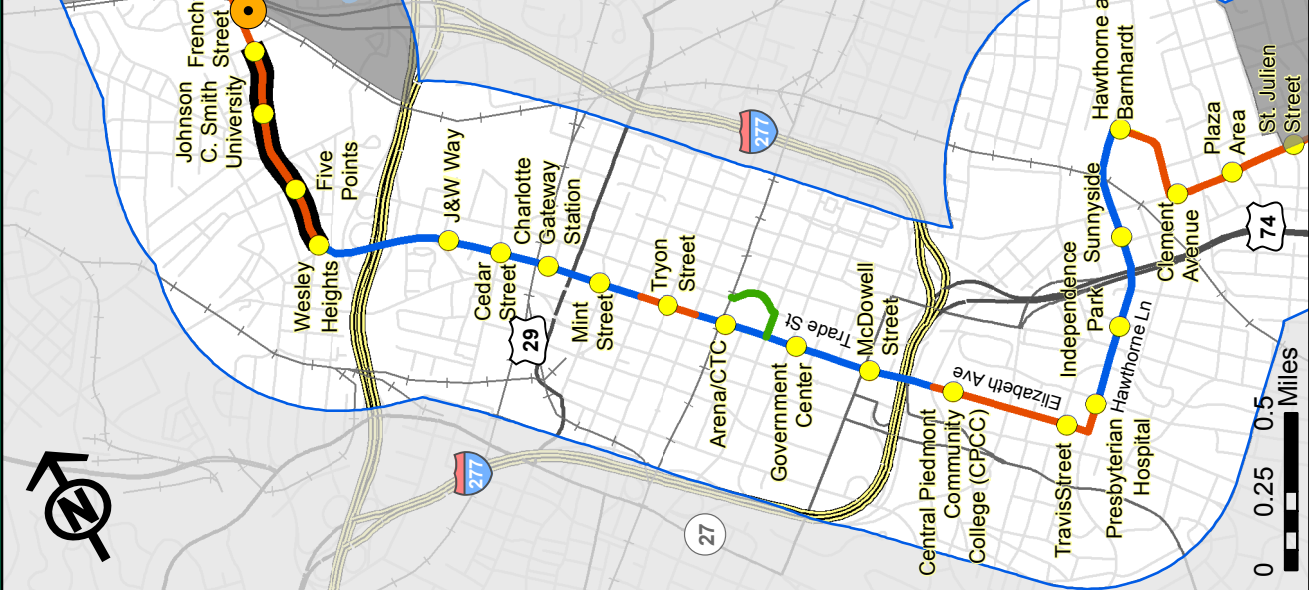 French
Street
Johnson
C. Smith
University
Five
Points
Wesley
Heights
J&W Way
Cedar
Street
Charlotte
Gateway
Station
29
Mint
Street
Tryon
Street
Arena/CTC
277
277
27
Trade St
Government
Center
McDowell
Street
Elizabeth Ave
Central Piedmont
Community
College (CPCC)
TravisStreet
Presbyterian
Hospital
Hawthorne Ln
Independence
Park
Sunnyside
Hawthorne a
Barnhardt
Clement
Avenue
Plaza
Area
St. Julien
Street
74
N
0 0.25 0.5
Miles